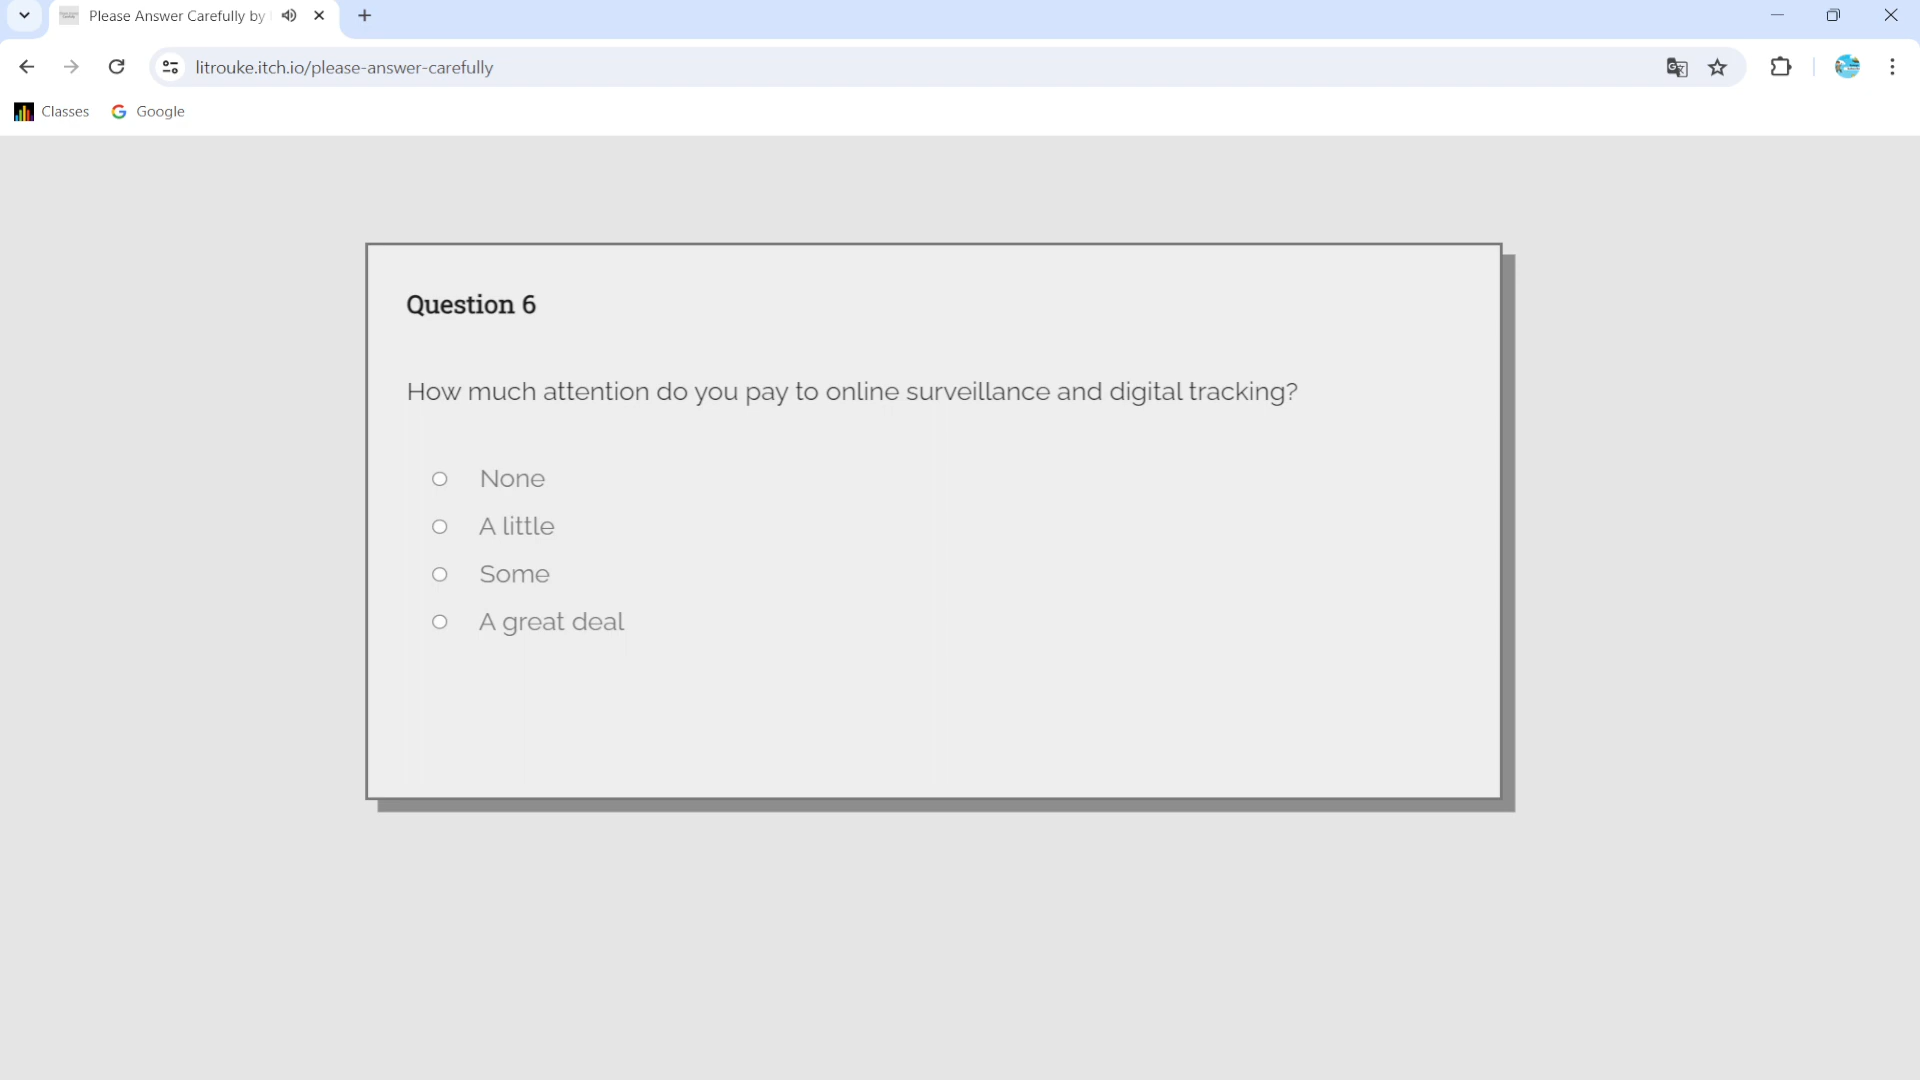 Please Answer Carefully by
litrouke.itch.io/please-answer-carefully
Classes
Google
Question 6
How much attention do you pay to online surveillance and digital tracking?
None
A little
Some
A great deal